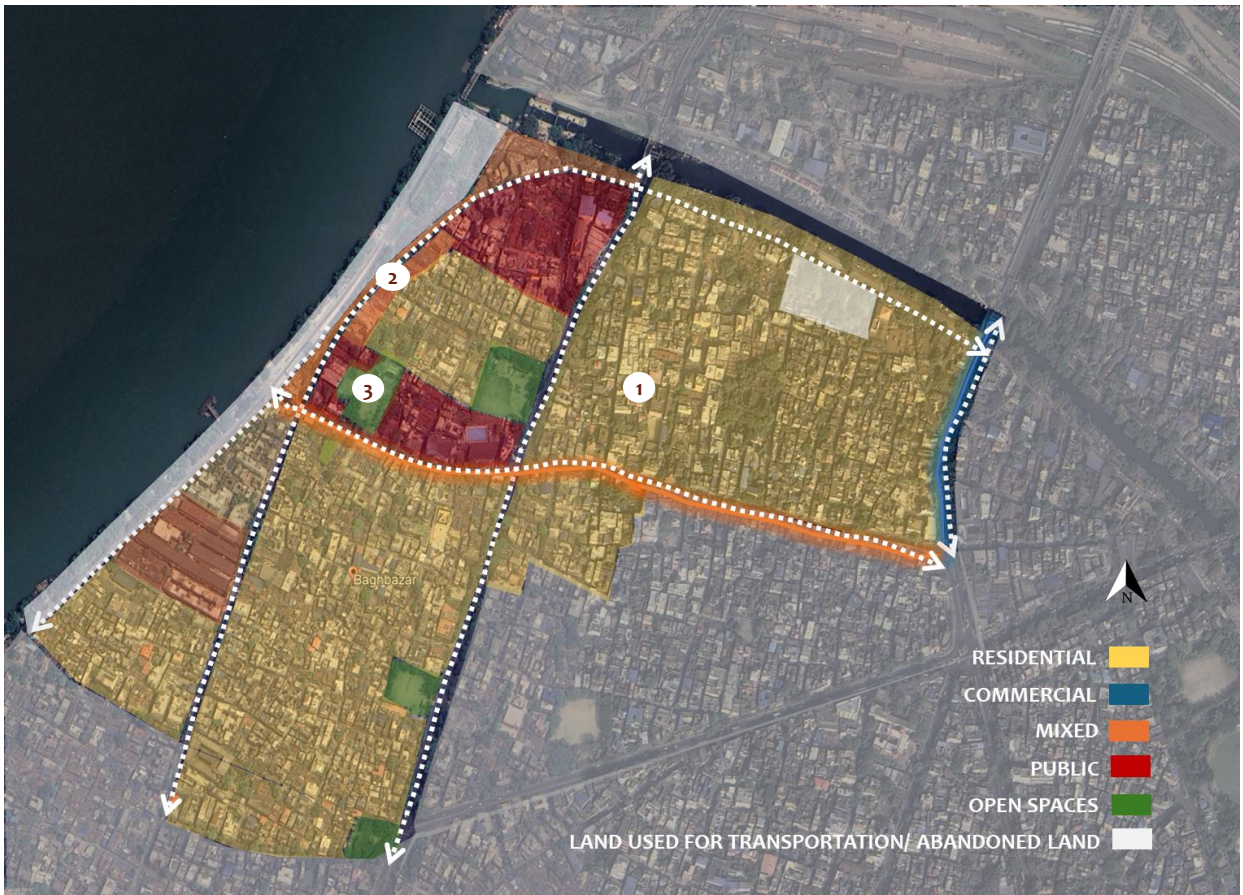 2
3
1
Baghbazar
N
RESIDENTIAL
COMMERCIAL
MIXED
PUBLIC
OPEN SPACES
LAND USED FOR TRANSPORTATION/ ABANDONED LAND